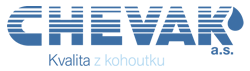 CHEVAK
a.s.
Kvalita z kohoutku